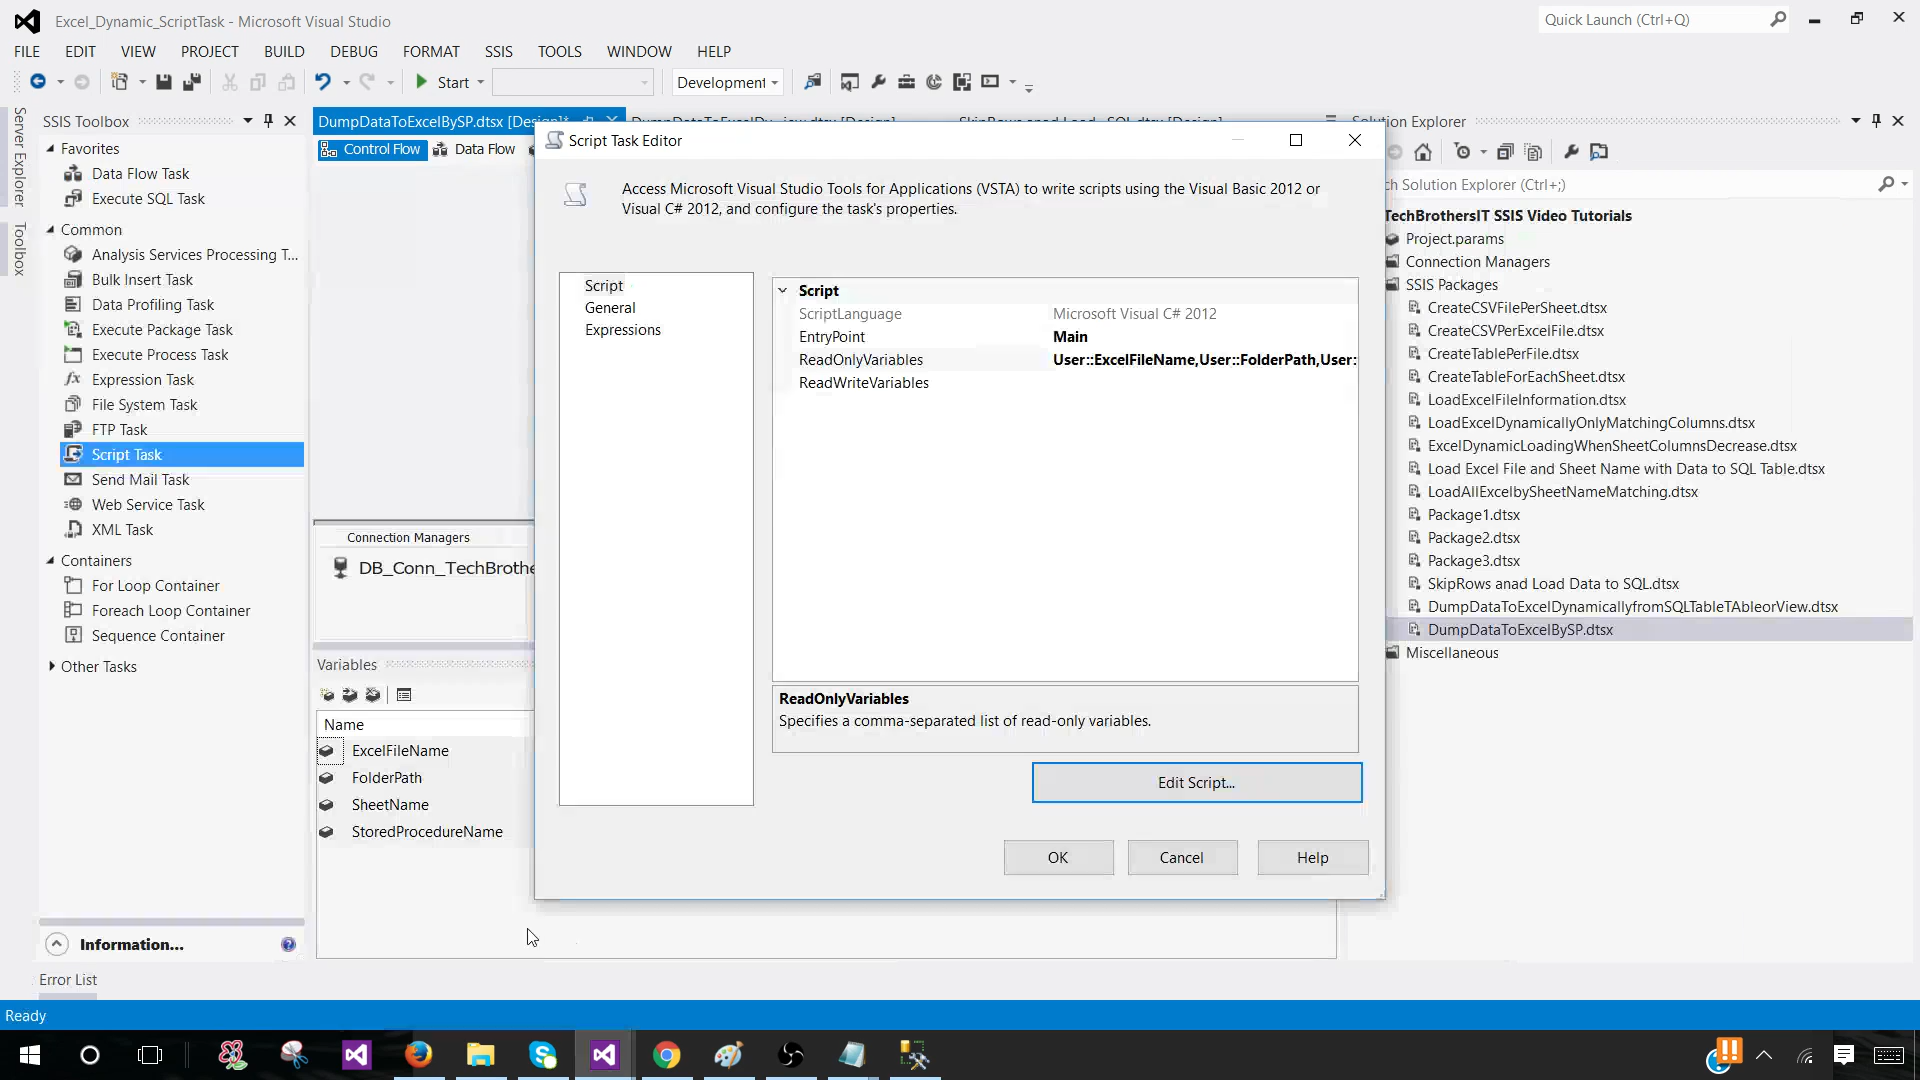 Excel_Dynamic_ScriptTask - Microsoft Visual Studio
Quick Launch (Ctrl+Q)
FILE EDIT VIEW PROJECT BUILD DEBUG FORMAT SSIS TOOLS WINDOW HELP
Start
Development
Server Explorer
Toolbox
SSIS Toolbox
Favorites
Data Flow Task
Execute SQL Task
Common
Analysis Services Processing T...
Bulk Insert Task
Data Profiling Task
Execute Package Task
Execute Process Task
Expression Task
File System Task
FTP Task
Script Task
Send Mail Task
Web Service Task
XML Task
Containers
For Loop Container
Foreach Loop Container
Sequence Container
Other Tasks
Information...
Error List
Ready
DumpDataToExcelBySP.dtsx [Design]*
Control Flow
Data Flow
Connection Managers
DB_Conn_TechBrothe
Variables
Name
ExcelFileName
FolderPath
SheetName
StoredProcedureName
Script Task Editor
Access Microsoft Visual Studio Tools for Applications (VSTA) to write scripts using the Visual Basic 2012 or
Visual C# 2012, and configure the task's properties.
Script
General
Expressions
Script
ScriptLanguage Microsoft Visual C# 2012
EntryPoint Main
ReadOnlyVariables User::ExcelFileName,User::FolderPath,User::
ReadWriteVariables
ReadOnlyVariables
Specifies a comma-separated list of read-only variables.
Edit Script...
OK Cancel Help
Solution Explorer
ch Solution Explorer (Ctrl+;)
TechBrothersIT SSIS Video Tutorials
Project.params
Connection Managers
SSIS Packages
CreateCSVFilePerSheet.dtsx
CreateCSVPerExcelFile.dtsx
CreateTablePerFile.dtsx
CreateTableForEachSheet.dtsx
LoadExcelFileInformation.dtsx
LoadExcelDynamicallyOnlyMatchingColumns.dtsx
ExcelDynamicLoadingWhenSheetColumnsDecrease.dtsx
Load Excel File and Sheet Name with Data to SQL Table.dtsx
LoadAllExcelbySheetNameMatching.dtsx
Package1.dtsx
Package2.dtsx
Package3.dtsx
SkipRows anad Load Data to SQL.dtsx
DumpDataToExcelDynamicallyfromSQLTableTAbleorView.dtsx
DumpDataToExcelBySP.dtsx
Miscellaneous